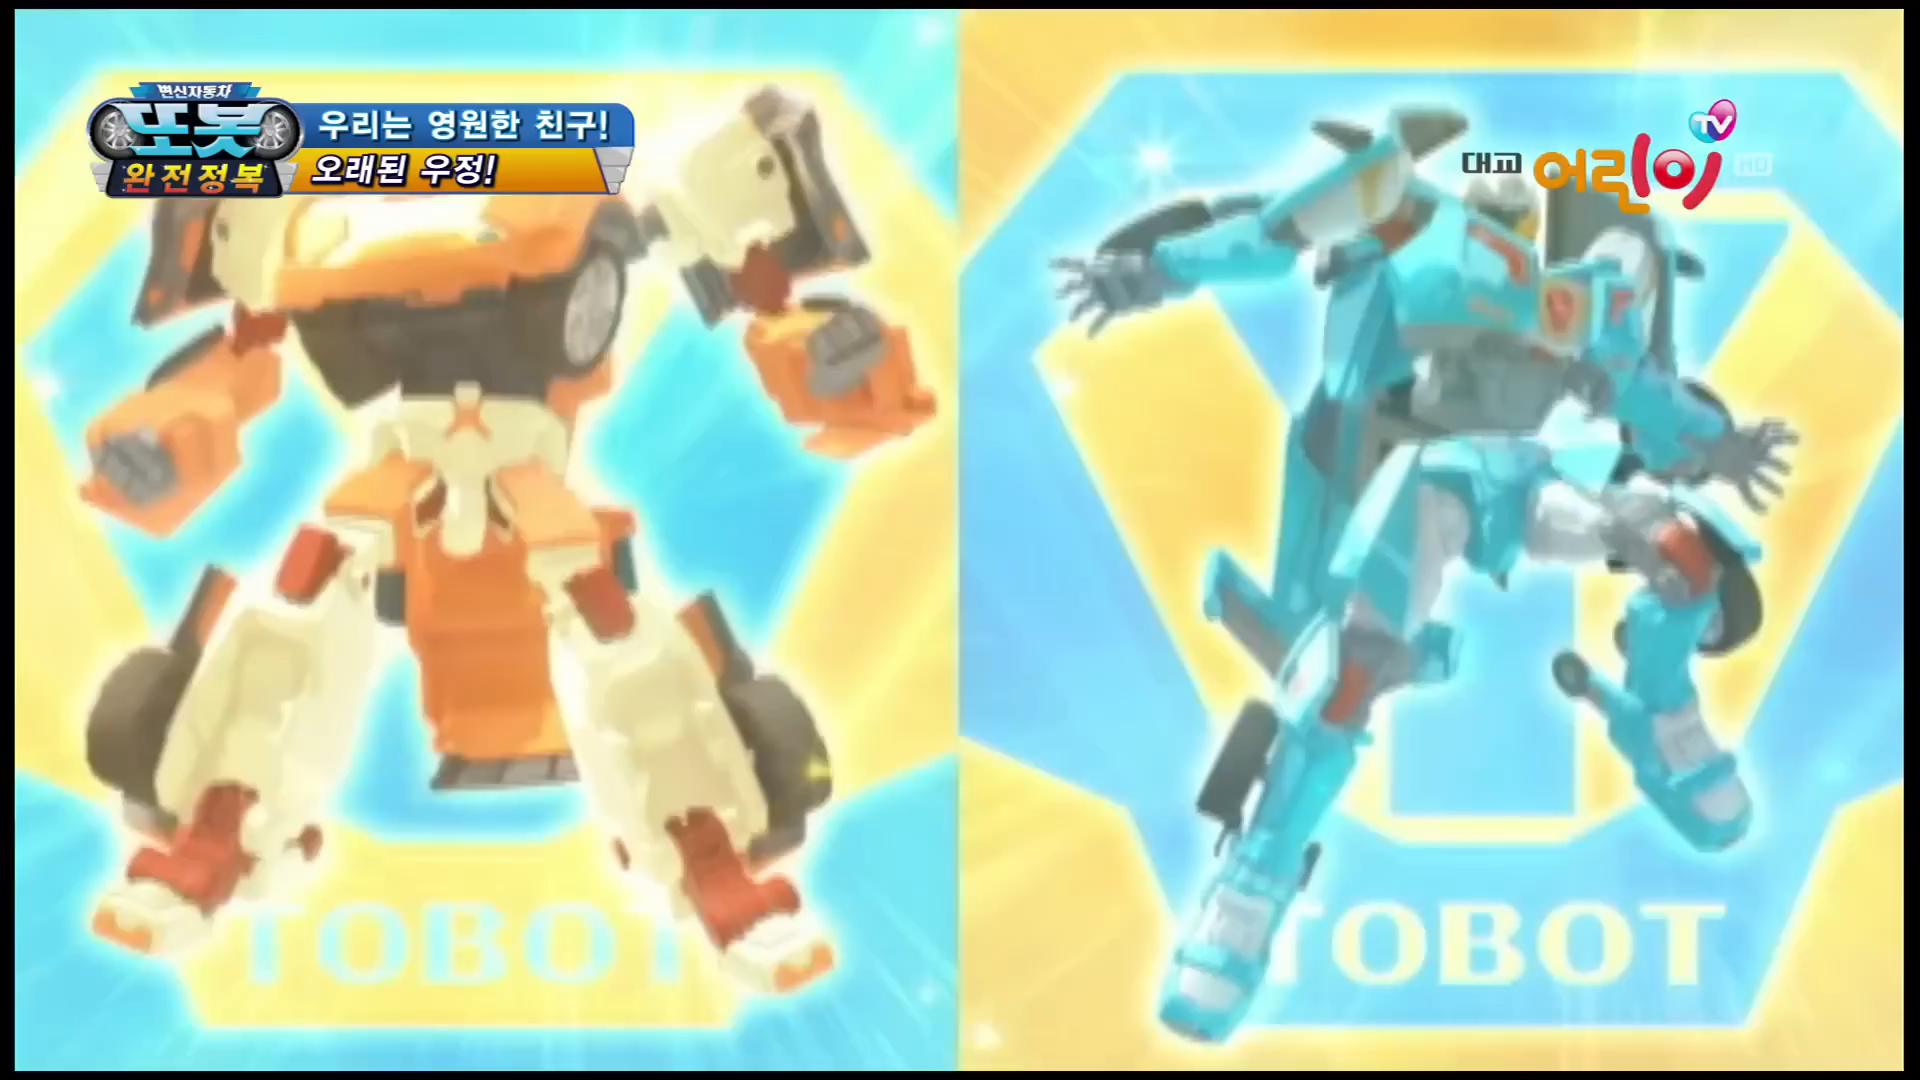 변신자동차
또봇
완전정복
우리는 영원한 친구!
오래된 우정!
대교 어린이 TV HD
TOBOT
TOBOT